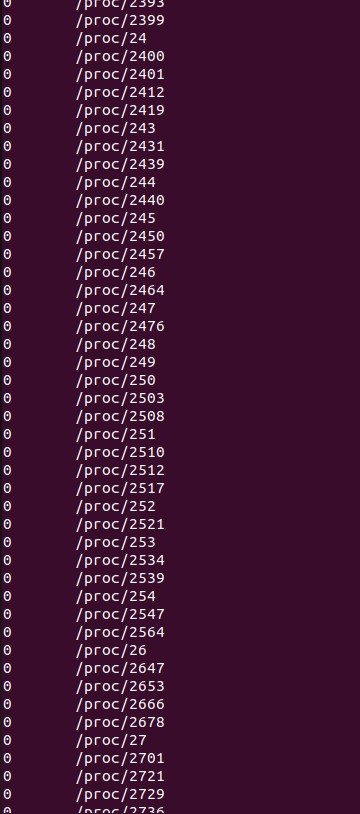 0 /proc/2393
0 /proc/2399
0 /proc/24
0 /proc/2400
0 /proc/2401
0 /proc/2412
0 /proc/2419
0 /proc/243
0 /proc/2431
0 /proc/2439
0 /proc/244
0 /proc/2440
0 /proc/245
0 /proc/2450
0 /proc/2457
0 /proc/246
0 /proc/2464
0 /proc/247
0 /proc/2476
0 /proc/248
0 /proc/249
0 /proc/250
0 /proc/2503
0 /proc/2508
0 /proc/251
0 /proc/2510
0 /proc/2512
0 /proc/2517
0 /proc/252
0 /proc/2521
0 /proc/253
0 /proc/2534
0 /proc/2539
0 /proc/254
0 /proc/2547
0 /proc/2564
0 /proc/26
0 /proc/2647
0 /proc/2653
0 /proc/2666
0 /proc/2678
0 /proc/27
0 /proc/2701
0 /proc/2721
0 /proc/2729
0 /proc/2736